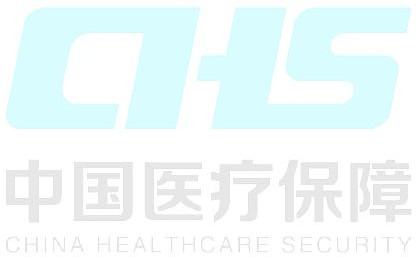 CHS
中国医疗保障
CHINA HEALTHCARE SECURITY